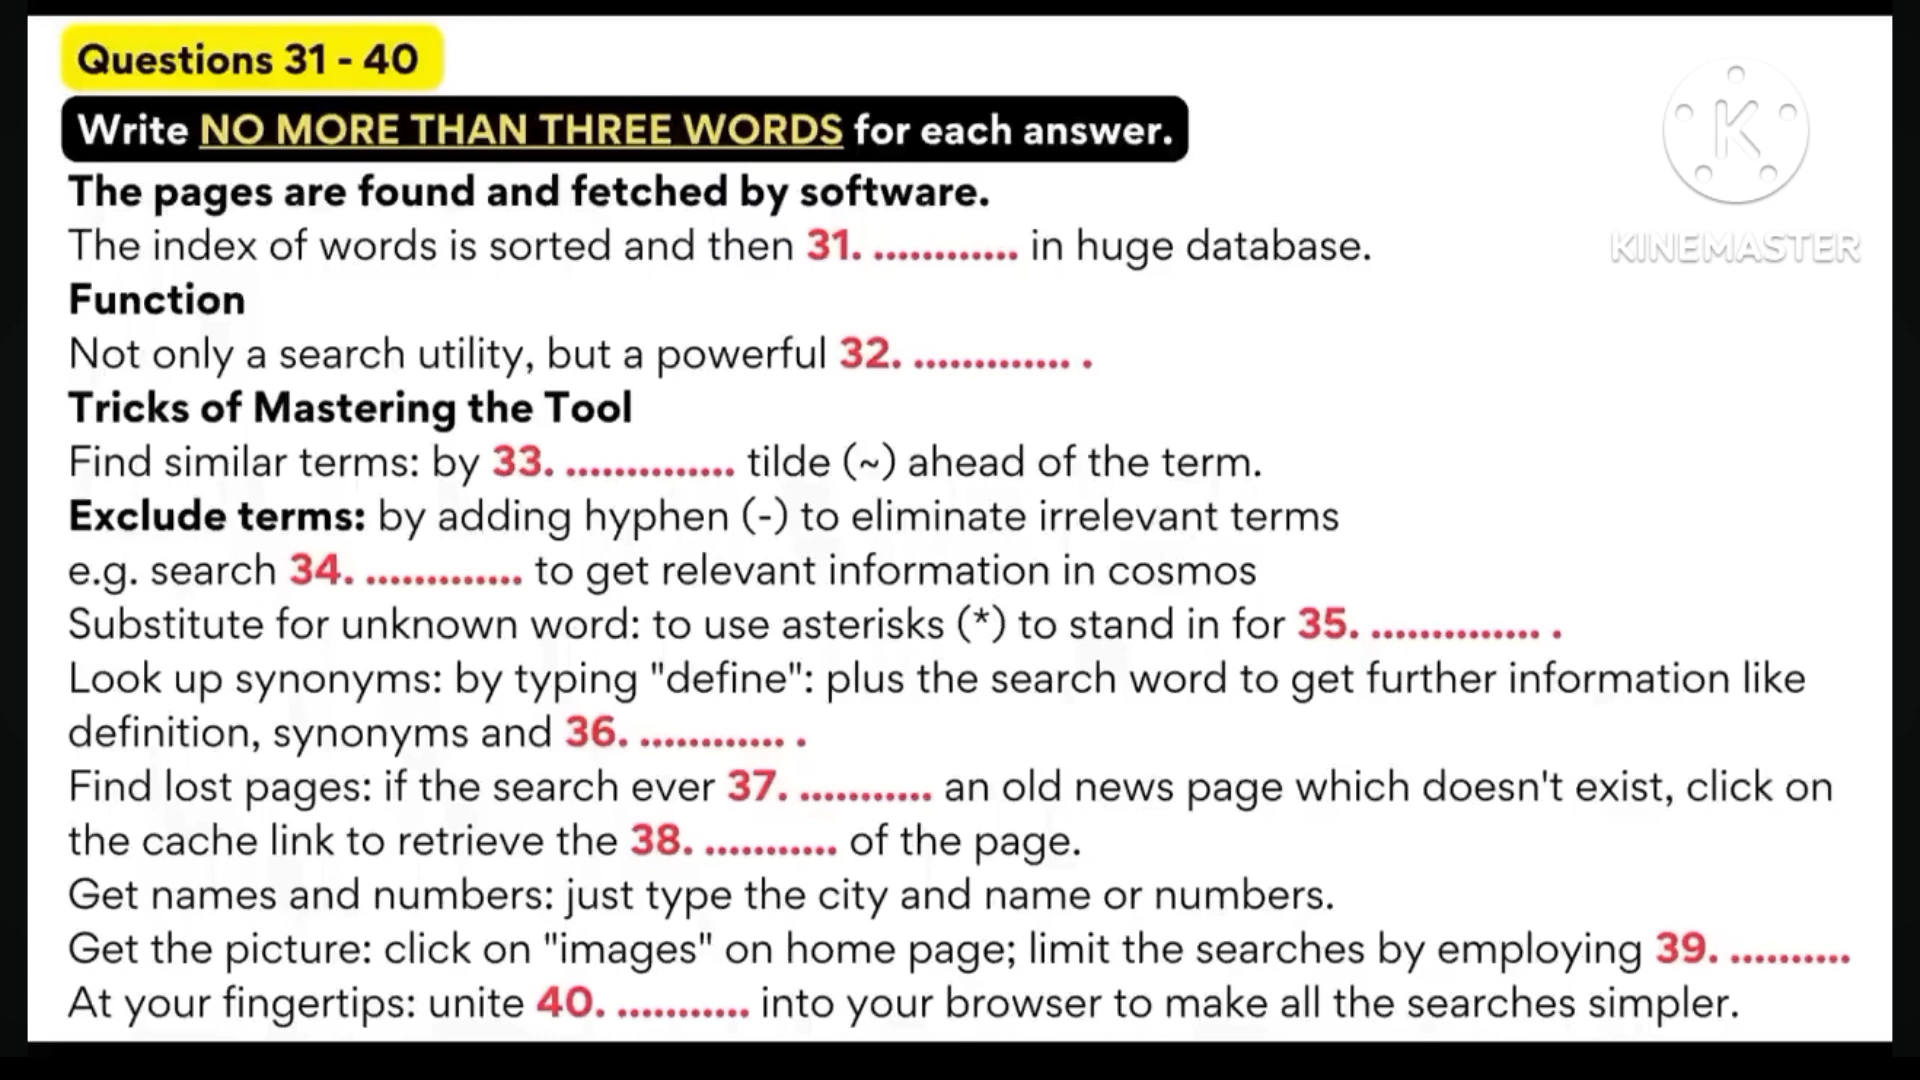 Questions 31 - 40
Write NO MORE THAN THREE WORDS for each answer.
The pages are found and fetched by software.
The index of words is sorted and then 31. ............ in huge database.
Function
Not only a search utility, but a powerful 32. ............. .
Tricks of Mastering the Tool
Find similar terms: by 33. .............. tilde (~) ahead of the term.
Exclude terms: by adding hyphen (-) to eliminate irrelevant terms
e.g. search 34. ............. to get relevant information in cosmos
Substitute for unknown word: to use asterisks (*) to stand in for 35. .............. .
Look up synonyms: by typing "define": plus the search word to get further information like
definition, synonyms and 36. ............ .
Find lost pages: if the search ever 37. ........... an old news page which doesn't exist, click on
the cache link to retrieve the 38. ........... of the page.
Get names and numbers: just type the city and name or numbers.
Get the picture: click on "images" on home page; limit the searches by employing 39. ..........
At your fingertips: unite 40. ........... into your browser to make all the searches simpler.
K
KINEMASTER